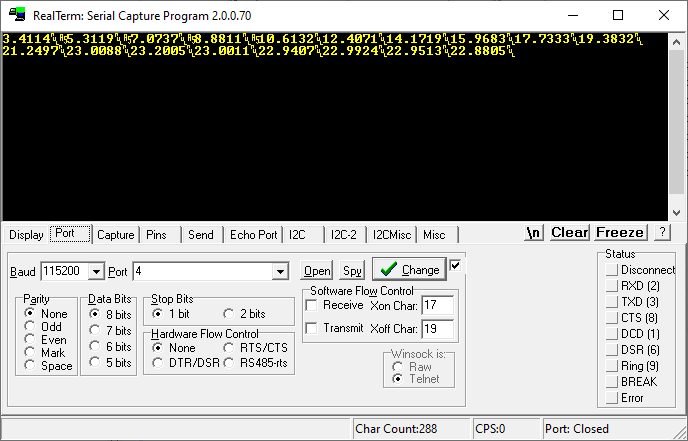 RealTerm: Serial Capture Program 2.0.0.70
3.4114 5.3119 7.0737 8.8811 10.6132 12.4071 14.1719 15.9683 17.7333 19.3832
21.2497 23.0088 23.2005 23.0011 22.9407 22.9924 22.9513 22.8805
Display Port Capture Pins Send Echo Port I2C I2C-2 I2CMisc Misc \n Clear Freeze ?
Baud 115200 Port 4 Open Spy Change
Parity
None
Odd
Even
Mark
Space
Data Bits
8 bits
7 bits
6 bits
5 bits
Stop Bits
1 bit 2 bits
Hardware Flow Control
None RTS/CTS
DTR/DSR RS485-rts
Software Flow Control
Receive Xon Char: 17
Transmit Xoff Char: 19
Winsock is:
Raw
Telnet
Status
Disconnect
RXD (2)
TXD (3)
CTS (8)
DCD (1)
DSR (6)
Ring (9)
BREAK
Error
Char Count:288 CPS:0 Port: Closed